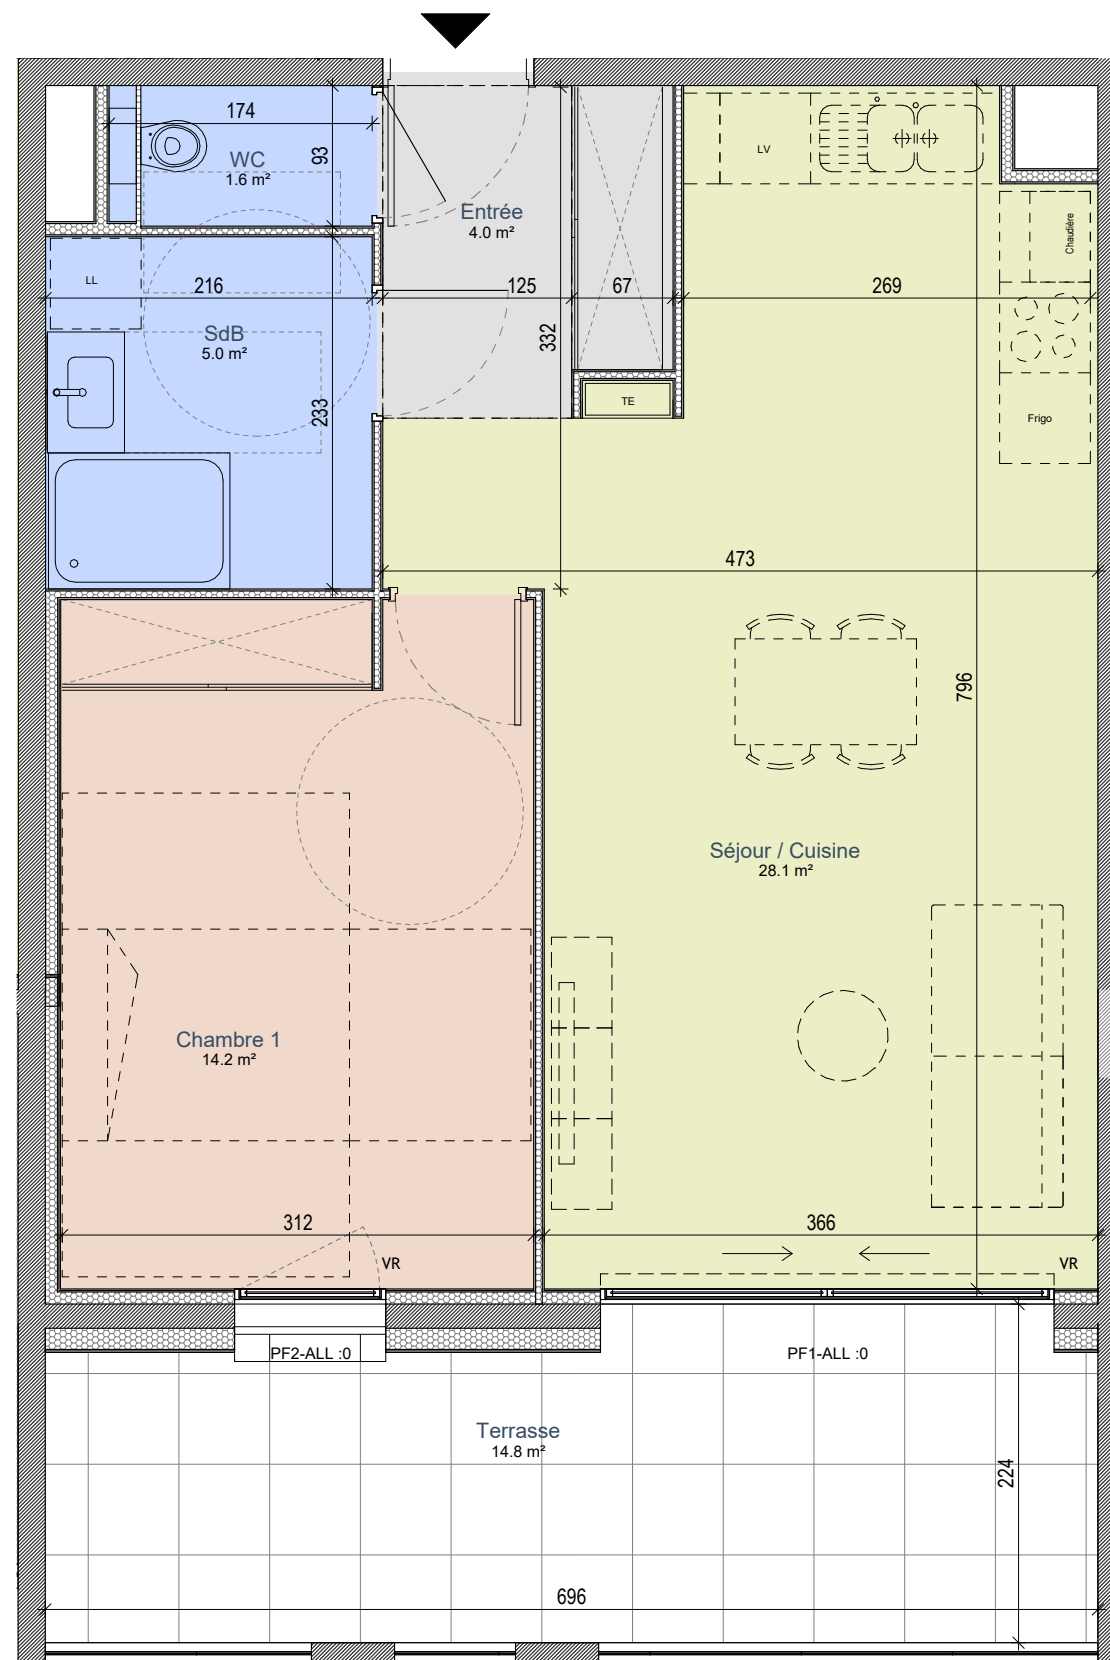 174
93
WC
1.6 m²
Entrée
4.0 m²
LV
Chaudière
LL
216
125
67
269
SdB
5.0 m²
332
233
TE
Frigo
473
796
Séjour / Cuisine
28.1 m²
Chambre 1
14.2 m²
312
366
VR
VR
PF2-ALL :0
PF1-ALL :0
Terrasse
14.8 m²
224
696